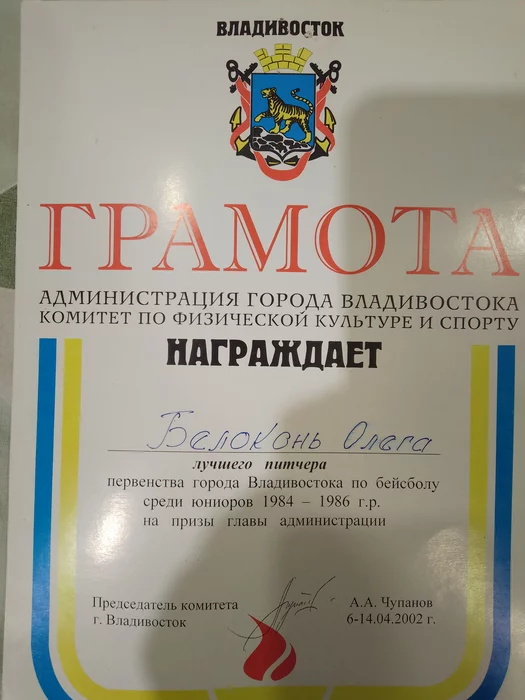 ВЛАДИВОСТОК
ГРАМОТА
АДМИНИСТРАЦИЯ ГОРОДА ВЛАДИВОСТОКА
КОМИТЕТ ПО ФИЗИЧЕСКОЙ КУЛЬТУРЕ И СПОРТУ
НАГРАЖДАЕТ
Белоконь Олега
лучшего питчера
первенства города Владивостока по бейсболу
среди юниоров 1984 – 1986 г.р.
на призы главы администрации
Председатель комитета А.А. Чупанов
г. Владивосток 6-14.04.2002 г.